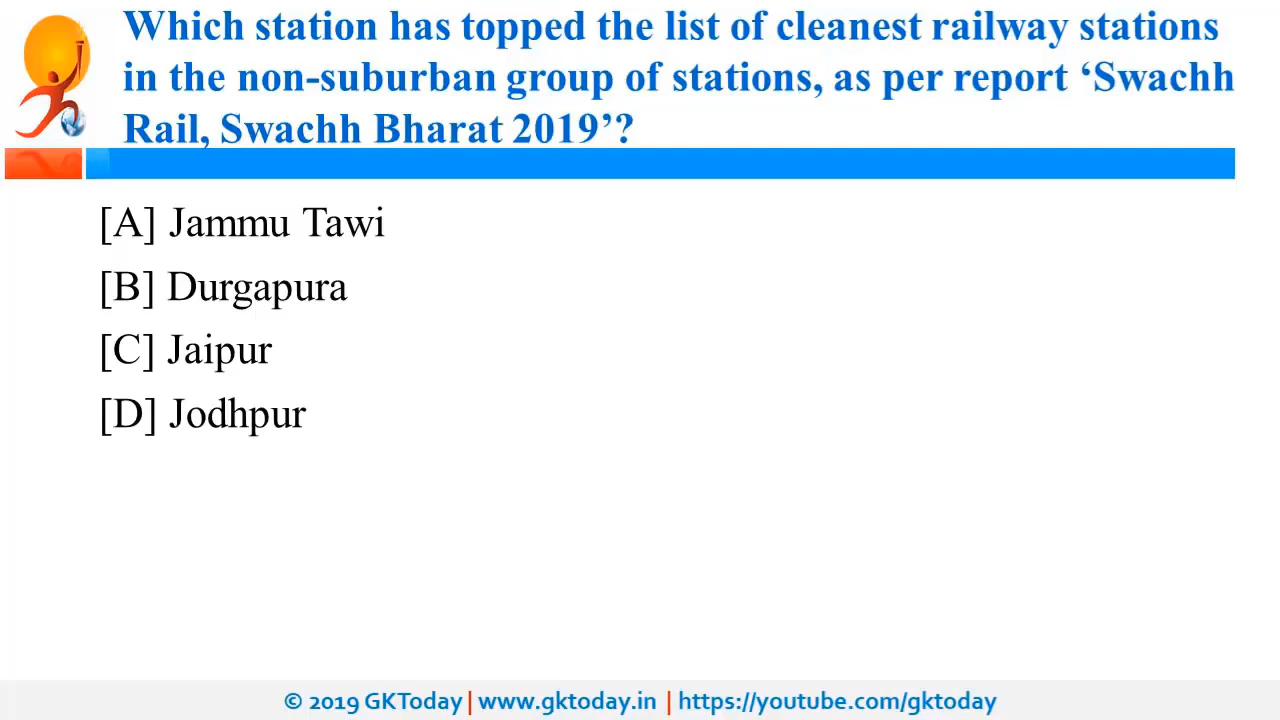 Which station has topped the list of cleanest railway stations
in the non-suburban group of stations, as per report ‘Swachh
Rail, Swachh Bharat 2019’?
[A] Jammu Tawi
[B] Durgapura
[C] Jaipur
[D] Jodhpur
© 2019 GKToday | www.gktoday.in | https://youtube.com/gktoday